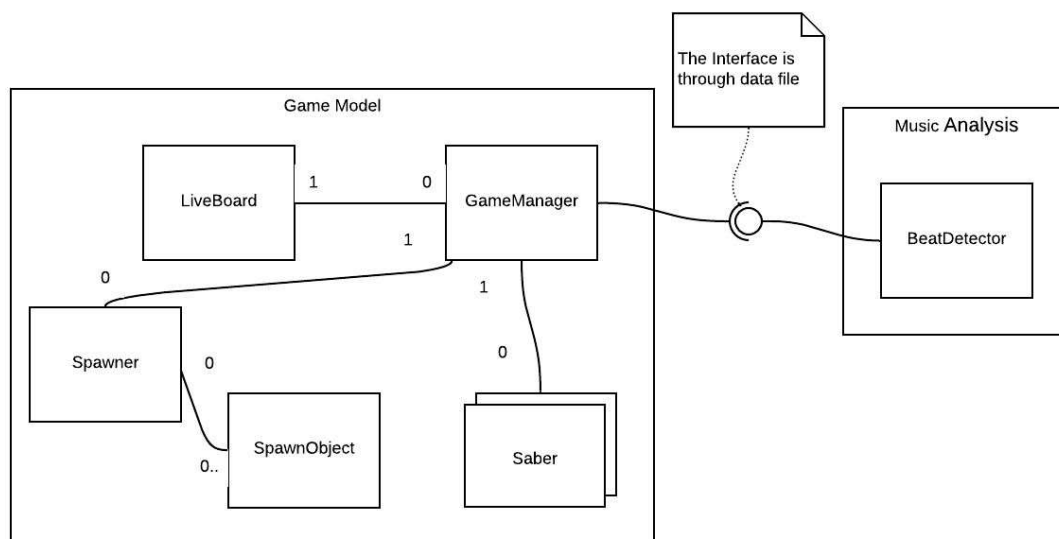 The Interface is
through data file
Game Model
Music Analysis
LiveBoard
1
0
GameManager
BeatDetector
1
0
1
Spawner
0
0
SpawnObject
0..
Saber